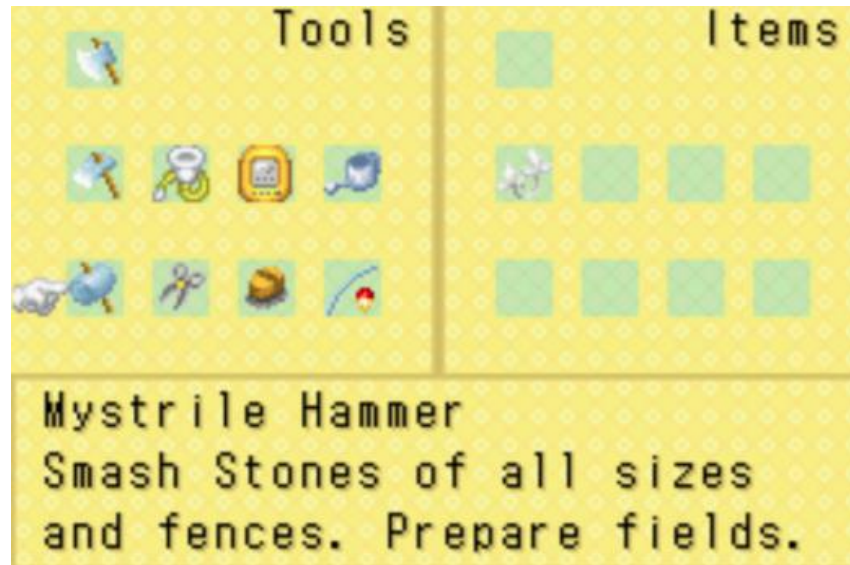 Tools
Items
Mystrile Hammer
Smash Stones of all sizes
and fences. Prepare fields.